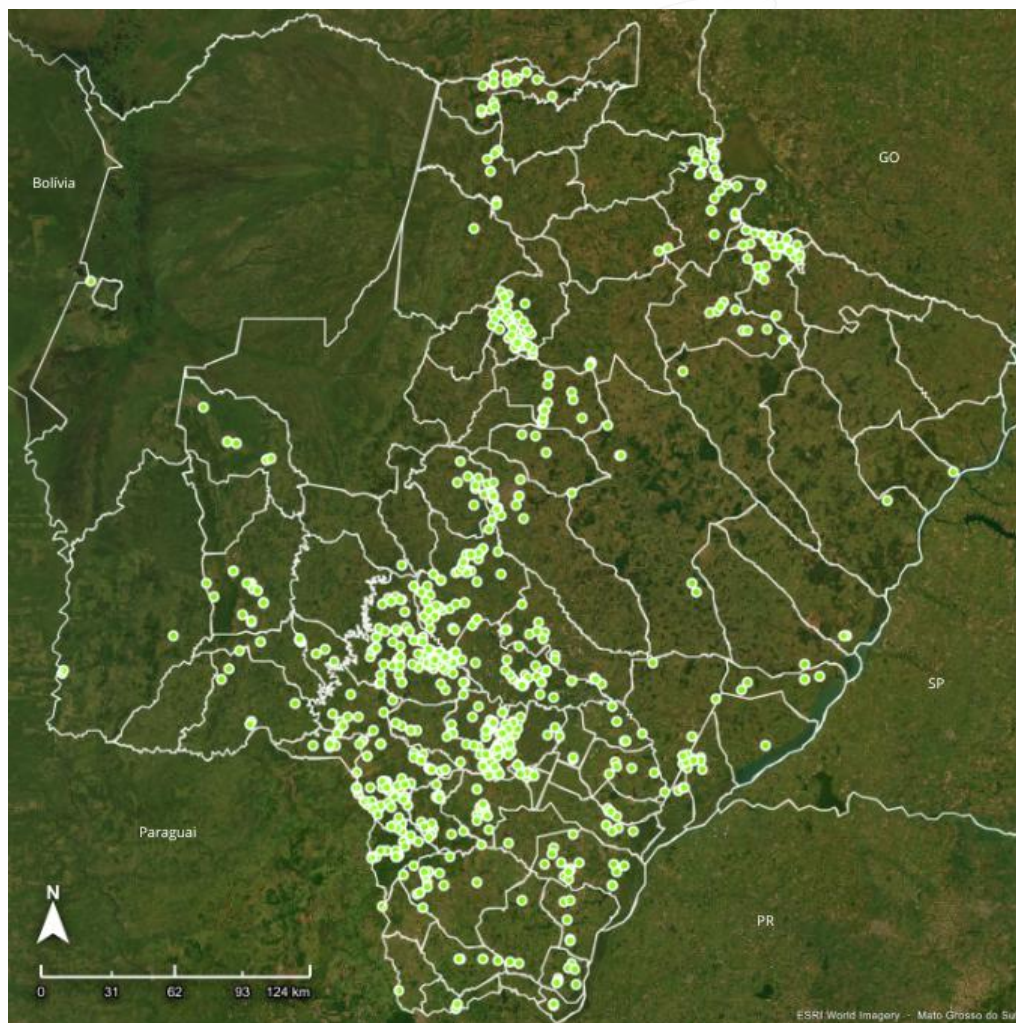 GO
Bolívia
SP
Paraguai
N
PR
0 31 62 93 124 km
ESRI World Imagery - Mato Grosso do Su